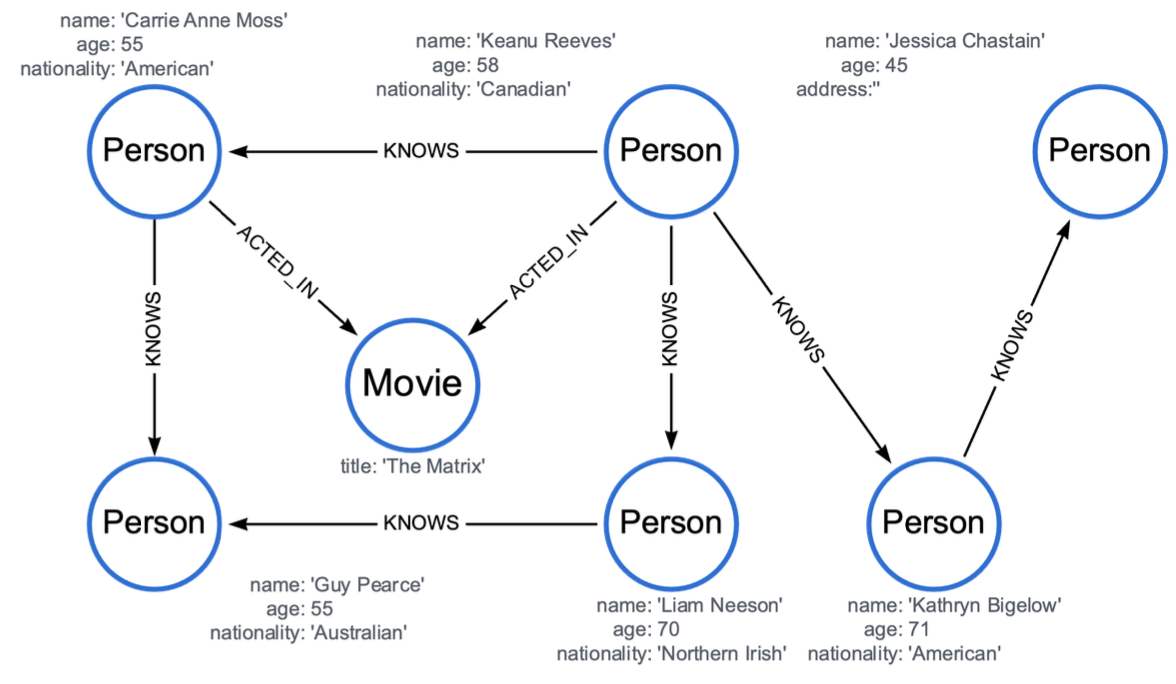 name: 'Carrie Anne Moss'
age: 55
nationality: 'American'
name: 'Keanu Reeves'
age: 58
nationality: 'Canadian'
name: 'Jessica Chastain'
age: 45
address:''
Person
KNOWS
Person
Person
ACTED_IN
ACTED_IN
KNOWS
KNOWS
KNOWS
KNOWS
Movie
title: 'The Matrix'
Person
KNOWS
Person
Person
name: 'Guy Pearce'
age: 55
nationality: 'Australian'
name: 'Liam Neeson'
age: 70
nationality: 'Northern Irish'
name: 'Kathryn Bigelow'
age: 71
nationality: 'American'